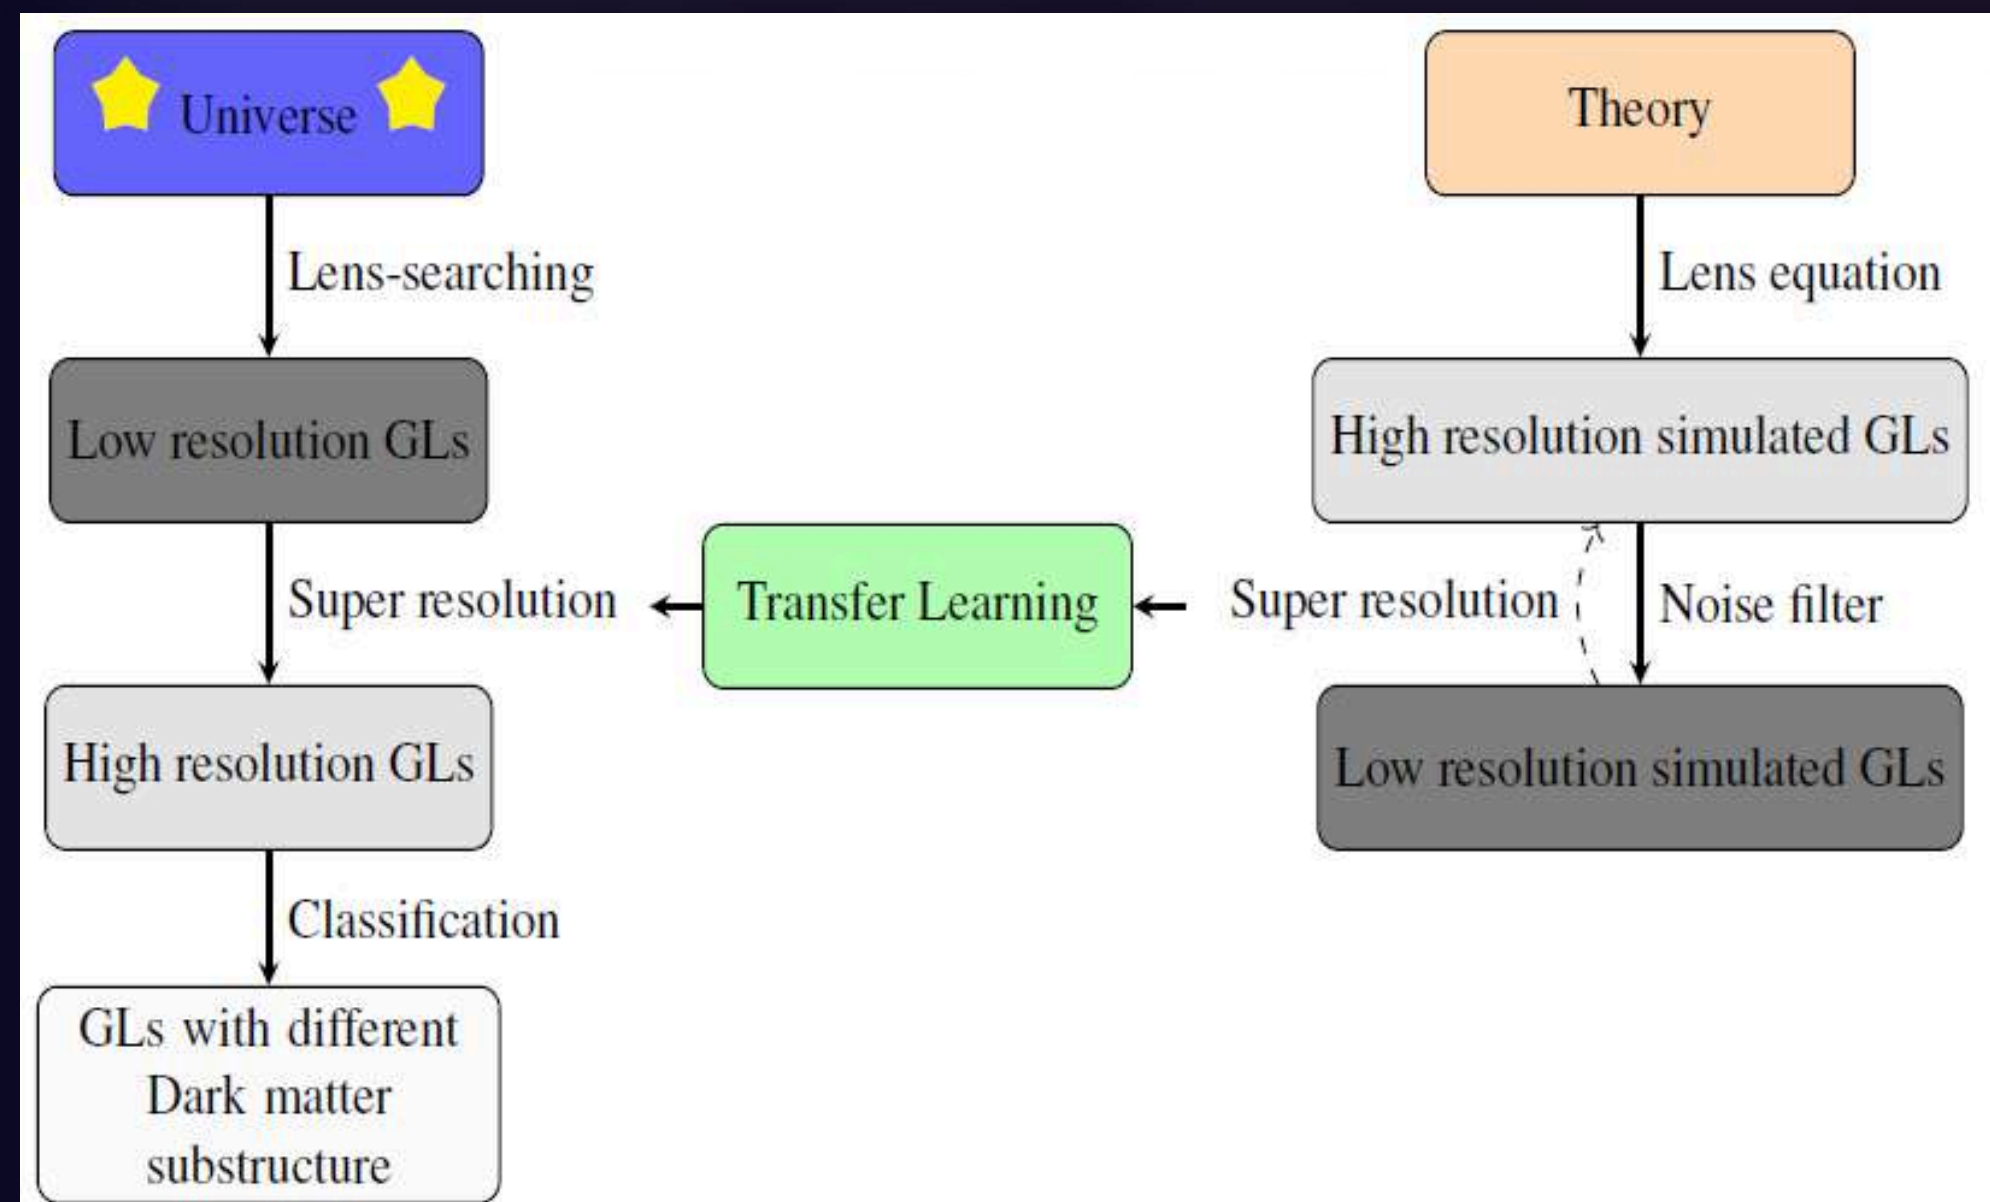 Universe
Theory
Lens-searching
Lens equation
Low resolution GLs
High resolution simulated GLs
Super resolution
Transfer Learning
Super resolution
Noise filter
High resolution GLs
Low resolution simulated GLs
Classification
GLs with different
Dark matter
substructure